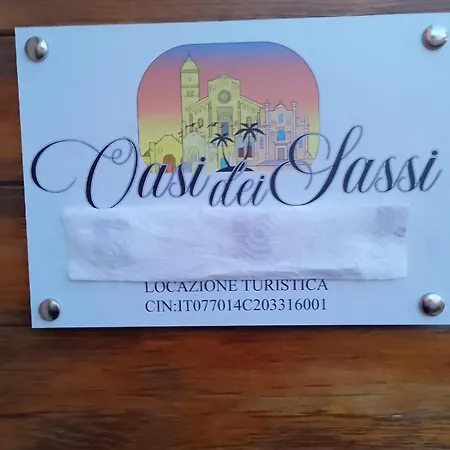 Oasi dei Sassi
LOCAZIONE TURISTICA
CIN:IT077014C203316001